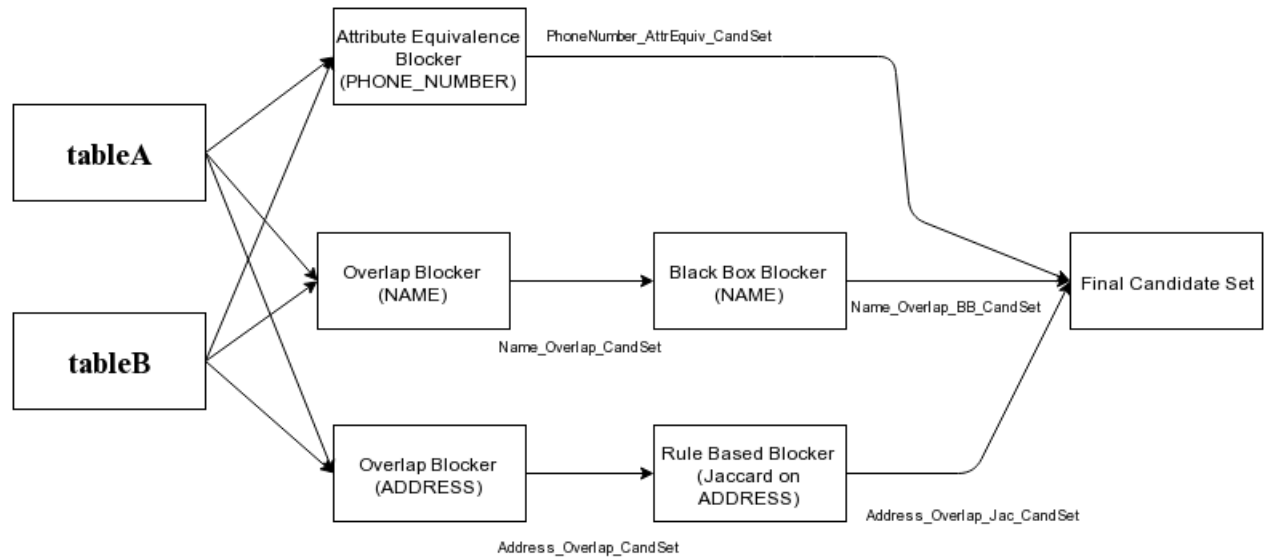 Attribute Equivalence
Blocker
(PHONE_NUMBER)
PhoneNumber_AttrEquiv_CandSet
tableA
Overlap Blocker
(NAME)
Black Box Blocker
(NAME)
Final Candidate Set
Name_Overlap_BB_CandSet
Name_Overlap_CandSet
tableB
Overlap Blocker
(ADDRESS)
Rule Based Blocker
(Jaccard on
ADDRESS)
Address_Overlap_Jac_CandSet
Address_Overlap_CandSet